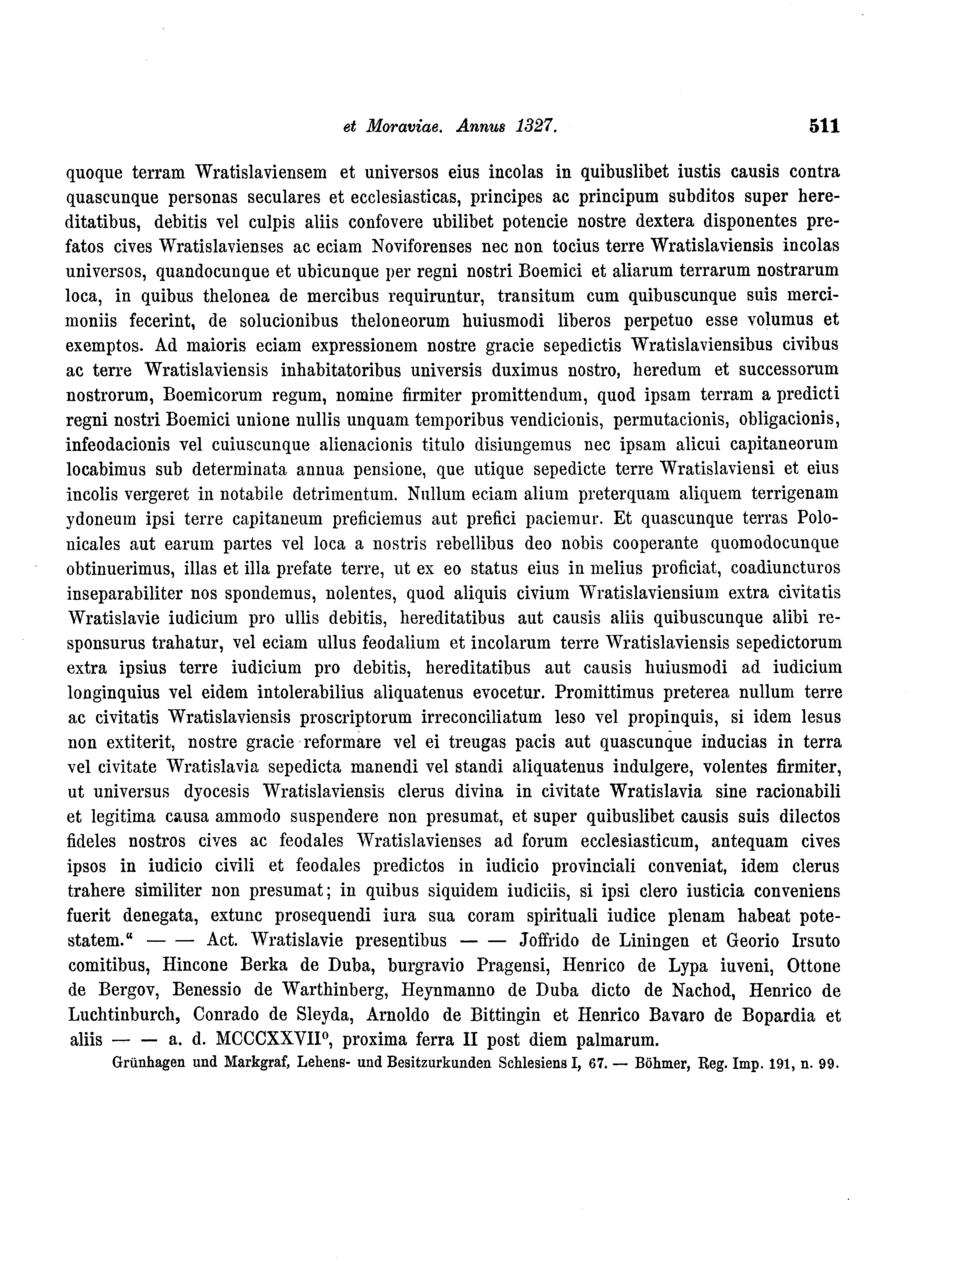 et Moraviae. Annus 1327. 511
quoque terram Wratislaviensem et universos eius incolas in quibuslibet iustis causis contra
quascunque personas seculares et ecclesiasticas, principes ac principum subditos super here-
ditatibus, debitis vel culpis aliis confovere ubilibet potencie nostre dextera disponentes pre-
fatos cives Wratislavienses ac eciam Noviforenses nec non tocius terre Wratislaviensis incolas
universos, quandocunque et ubicunque per regni nostri Boemici et aliarum terrarum nostrarum
loca, in quibus thelonea de mercibus requiruntur, transitum cum quibuscunque suis merci-
moniis fecerint, de solucionibus theloneorum huiusmodi liberos perpetuo esse volumus et
exemptos. Ad maioris eciam expressionem nostre gracie sepedictis Wratislaviensibus civibus
ac terre Wratislaviensis inhabitatoribus universis duximus nostro, heredum et successorum
nostrorum, Boemicorum regum, nomine firmiter promittendum, quod ipsam terram a predicti
regni nostri Boemici unione nullis unquam temporibus vendicionis, permutacionis, obligacionis,
infeodacionis vel cuiuscunque alienacionis titulo disiungemus nec ipsam alicui capitaneorum
locabimus sub determinata annua pensione, que utique sepedicte terre Wratislaviensi et eius
incolis vergeret in notabile detrimentum. Nullum eciam alium preterquam aliquem terrigenam
ydoneum ipsi terre capitaneum preficiemus aut prefici paciemur. Et quascunque terras Polo-
nicales aut earum partes vel loca a nostris rebellibus deo nobis cooperante quomodocunque
obtinuerimus, illas et illa prefate terre, ut ex eo status eius in melius proficiat, coadiuncturos
inseparabiliter nos spondemus, nolentes, quod aliquis civium Wratislaviensium extra civitatis
Wratislavie iudicium pro ullis debitis, hereditatibus aut causis aliis quibuscunque alibi re-
sponsurus trahatur, vel eciam ullus feodalium et incolarum terre Wratislaviensis sepedictorum
extra ipsius terre iudicium pro debitis, hereditatibus aut causis huiusmodi ad iudicium
longinquius vel eidem intolerabilius aliquatenus evocetur. Promittimus preterea nullum terre
ac civitatis Wratislaviensis proscriptorum irreconciliatum leso vel propinquis, si idem lesus
non extiterit, nostre gracie reformare vel ei treugas pacis aut quascunque inducias in terra
vel civitate Wratislavia sepedicta manendi vel standi aliquatenus indulgere, volentes firmiter,
ut universus dyocesis Wratislaviensis clerus divina in civitate Wratislavia sine racionabili
et legitima causa ammodo suspendere non presumat, et super quibuslibet causis suis dilectos
fideles nostros cives ac feodales Wratislavienses ad forum ecclesiasticum, antequam cives
ipsos in iudicio civili et feodales predictos in iudicio provinciali conveniat, idem clerus
trahere similiter non presumat; in quibus siquidem iudiciis, si ipsi clero iusticia conveniens
fuerit denegata, extunc prosequendi iura sua coram spirituali iudice plenam habeat pote-
statem.“ — — Act. Wratislavie presentibus — — Joffrido de Liningen et Georio Irsuto
comitibus, Hincone Berka de Duba, burgravio Pragensi, Henrico de Lypa iuveni, Ottone
de Bergov, Benessio de Warthinberg, Heynmanno de Duba dicto de Nachod, Henrico de
Luchtinburch, Conrado de Sleyda, Arnoldo de Bittingin et Henrico Bavaro de Bopardia et
aliis — — a. d. MCCCXXVII⁰, proxima ferra II post diem palmarum.
Grünhagen und Markgraf, Lehens- und Besitzurkunden Schlesiens I, 67. — Böhmer, Reg. Imp. 191, n. 99.